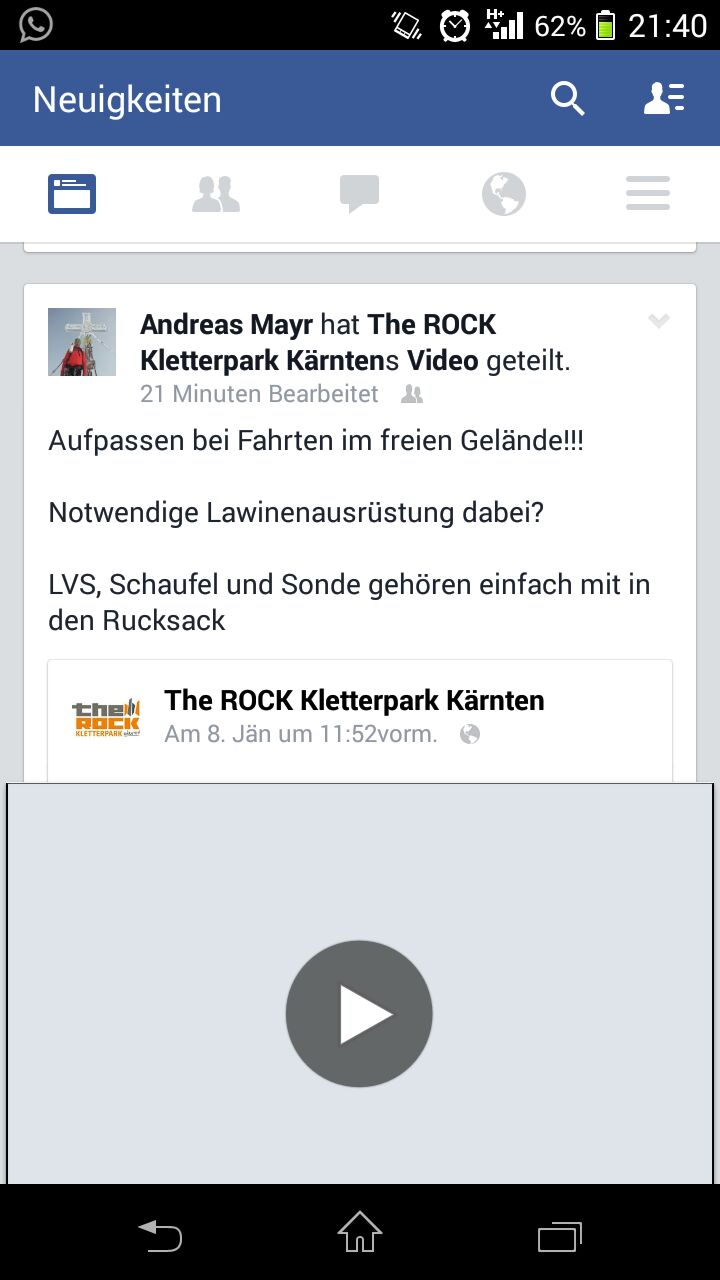 H+ 62% 21:40
Neuigkeiten
Andreas Mayr hat The ROCK
Kletterpark Kärntens Video geteilt.
21 Minuten Bearbeitet
Aufpassen bei Fahrten im freien Gelände!!!
Notwendige Lawinenausrüstung dabei?
LVS, Schaufel und Sonde gehören einfach mit in
den Rucksack
the
ROCK
KLETTERPARK
The ROCK Kletterpark Kärnten
Am 8. Jän um 11:52vorm.